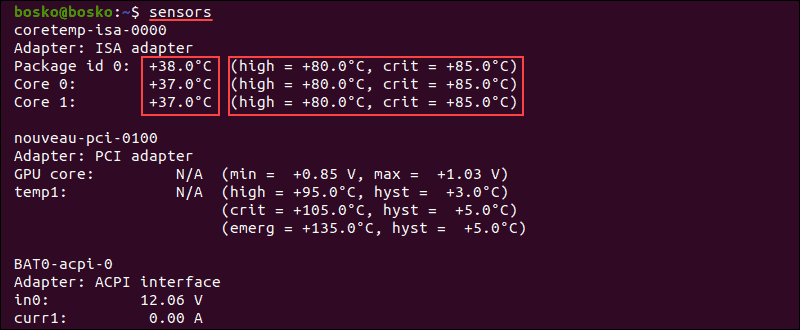 bosko@bosko:~$ sensors
coretemp-isa-0000
Adapter: ISA adapter
Package id 0:  +38.0°C  (high = +80.0°C, crit = +85.0°C)
Core 0:        +37.0°C  (high = +80.0°C, crit = +85.0°C)
Core 1:        +37.0°C  (high = +80.0°C, crit = +85.0°C)
nouveau-pci-0100
Adapter: PCI adapter
GPU core:         N/A  (min =  +0.85 V, max =  +1.03 V)
temp1:            N/A  (high = +95.0°C, hyst =  +3.0°C)
                       (crit = +105.0°C, hyst =  +5.0°C)
                       (emerg = +135.0°C, hyst =  +5.0°C)
BAT0-acpi-0
Adapter: ACPI interface
in0:          12.06 V
curr1:         0.00 A